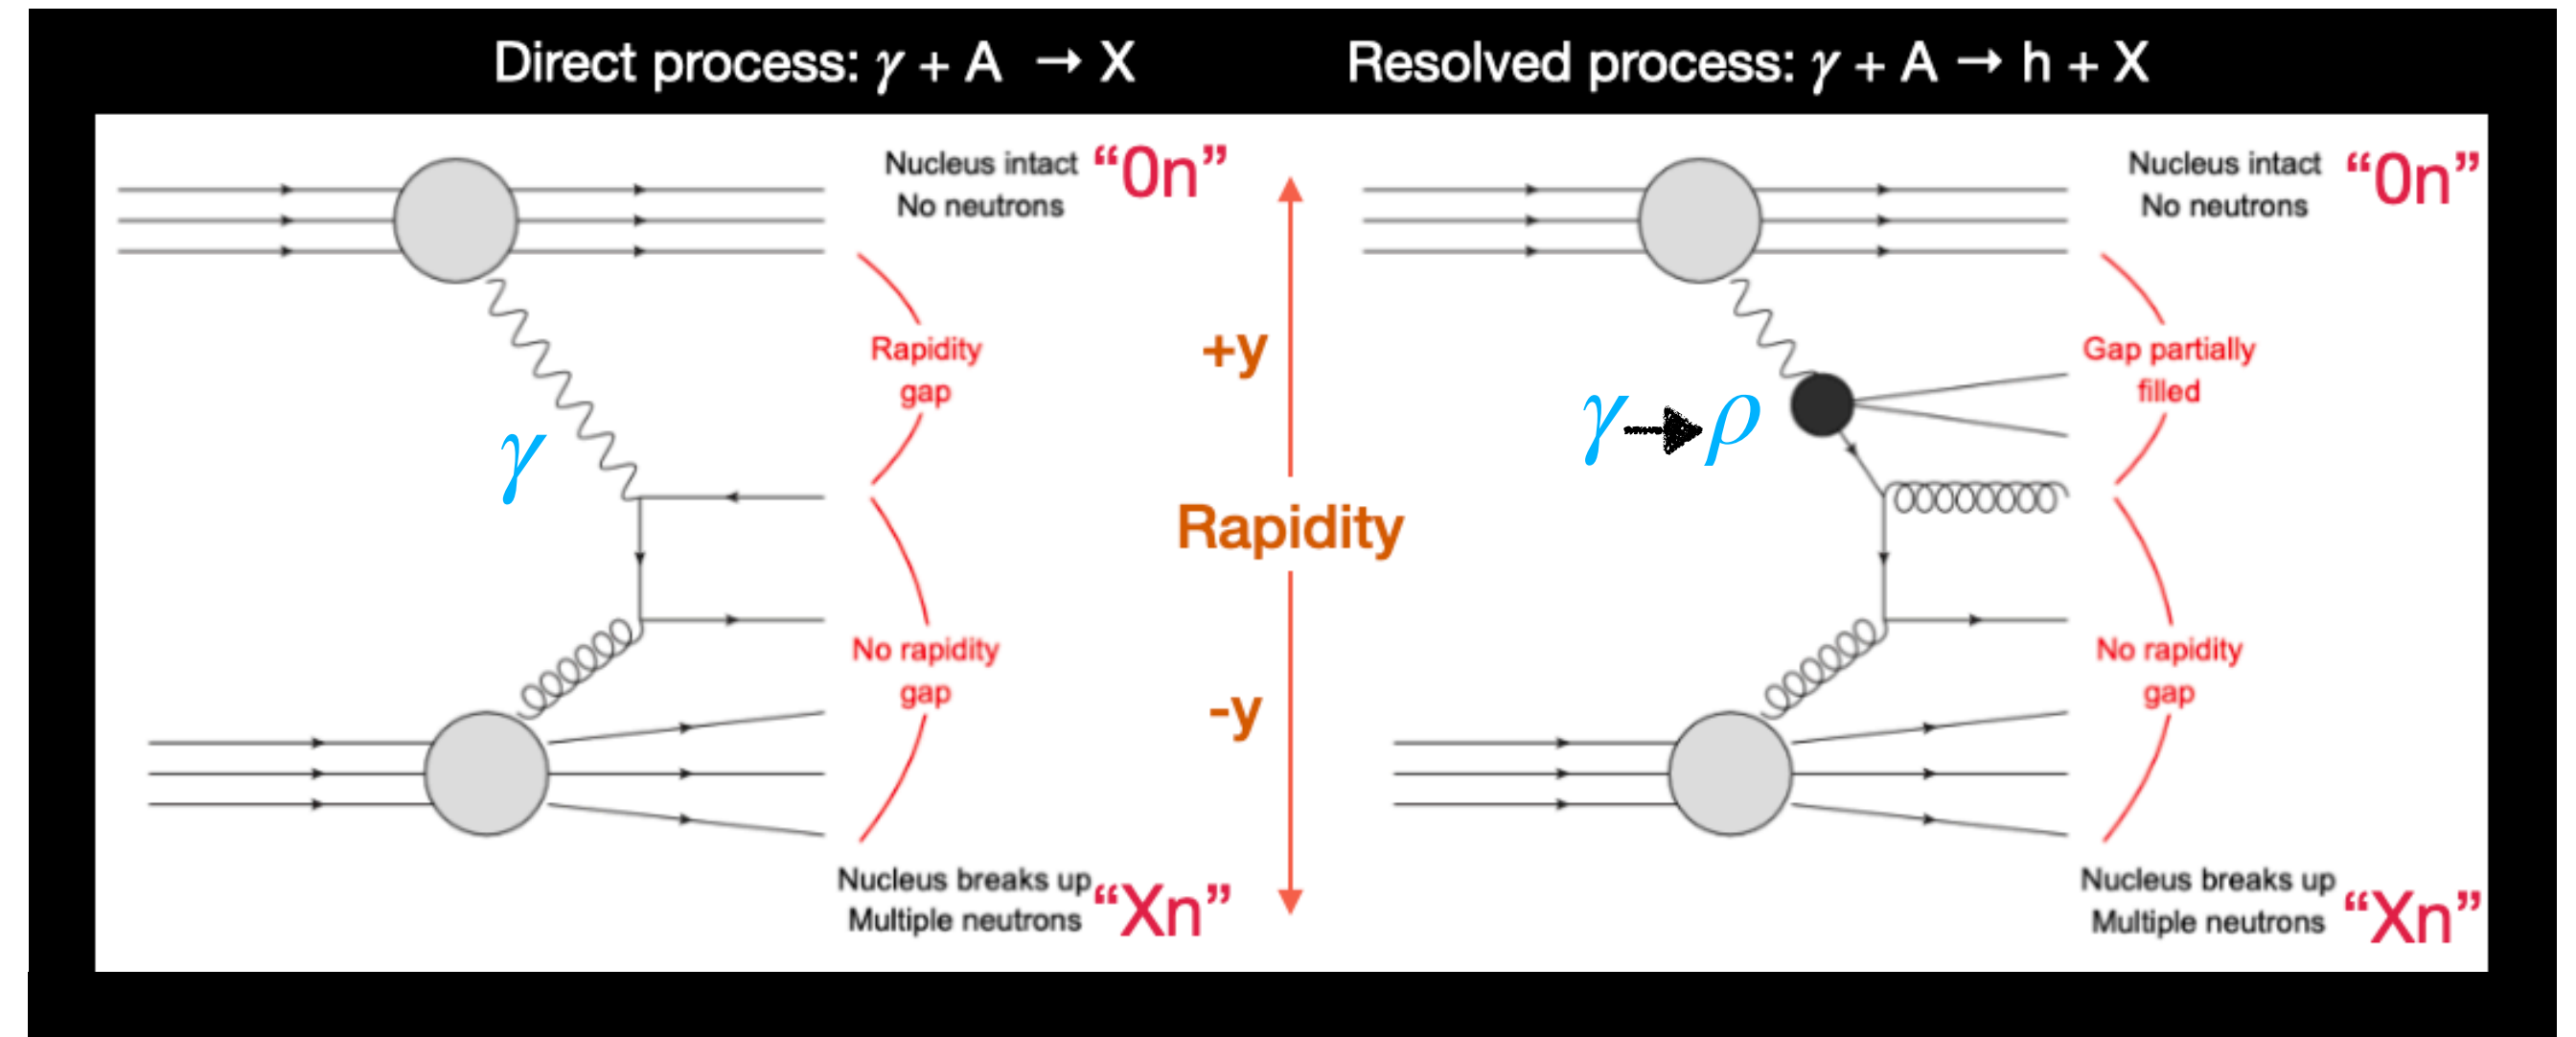 Direct process: γ + A → X
Resolved process: γ + A → h + X
Nucleus intact
No neutrons
“0n”
Rapidity
gap
γ
No rapidity
gap
Nucleus breaks up
Multiple neutrons
“Xn”
+y
Rapidity
-y
Nucleus intact
No neutrons
“0n”
Gap partially
filled
γ→ρ
No rapidity
gap
Nucleus breaks up
Multiple neutrons
“Xn”